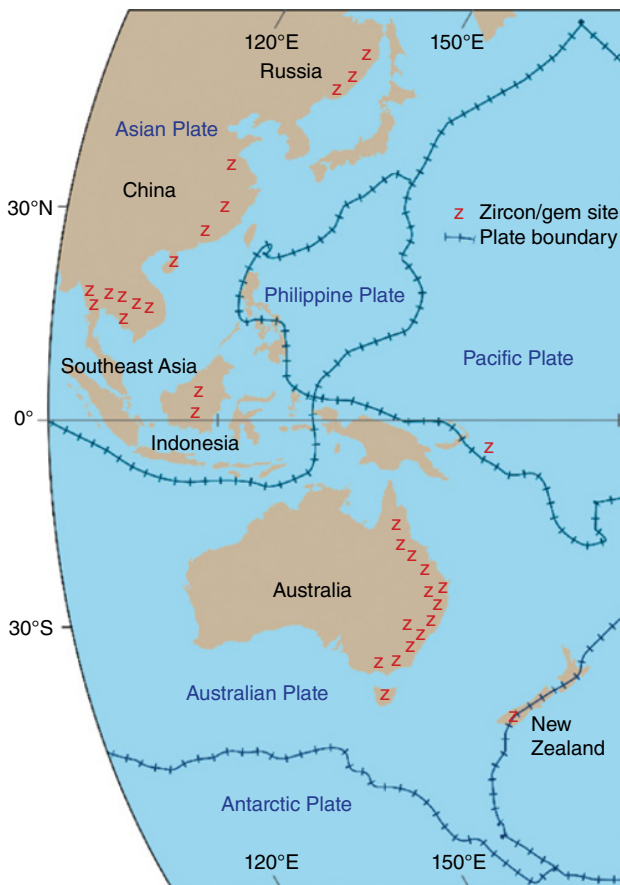 120°E
150°E
z
Russia
z
z
Asian Plate
z
China
30°N
z
z Zircon/gem site
z
Plate boundary
z
Philippine Plate
z z z z
z z z
z
Pacific Plate
Southeast Asia
z
z
0°
Indonesia
z
z
z
z
z
Australia
z z
z
z z
z
z
z z
30°S
Australian Plate
z
z
New
Zealand
Antarctic Plate
120°E
150°E